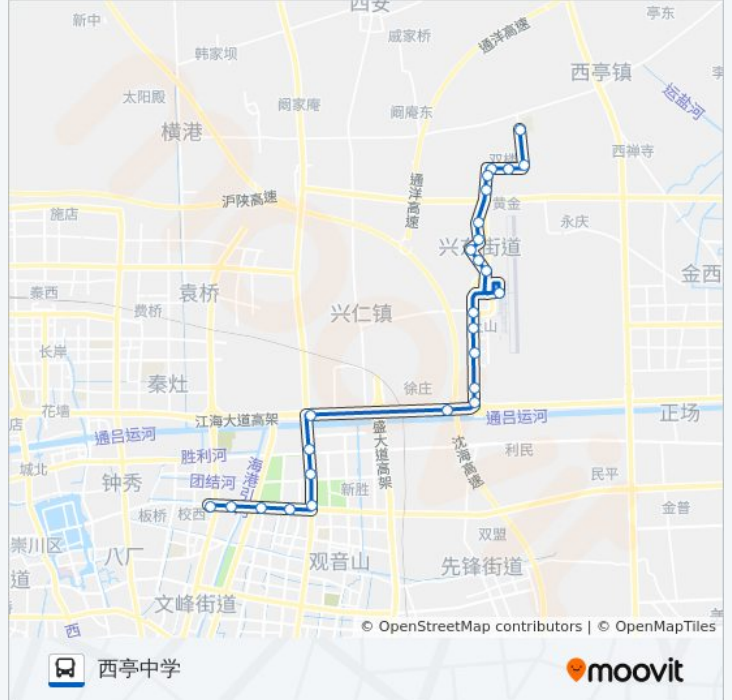 西安
新中
亭东
戚家桥
通洋高速
韩家坝
西亭镇
太阳殿
阚家庵
阚庵东
运盐河
横港
双楼
西禅寺
通洋高速
沪陕高速
黄金
施店
永庆
兴东街道
金西
秦西
袁桥
费桥
兴仁镇
长岸
秦灶
徐庄
花墙
江海大道高架
通吕运河
正场
店
通吕运河
盛大道高架
沈海高速
利民
胜利河
城北
海港
团结河
钟秀
新胜
民平
板桥
校西
金普
双盟
崇川区
八厂
观音山
先锋街道
道
文峰街道
西
© OpenStreetMap contributors | © OpenMapTiles
西亭中学
moovit